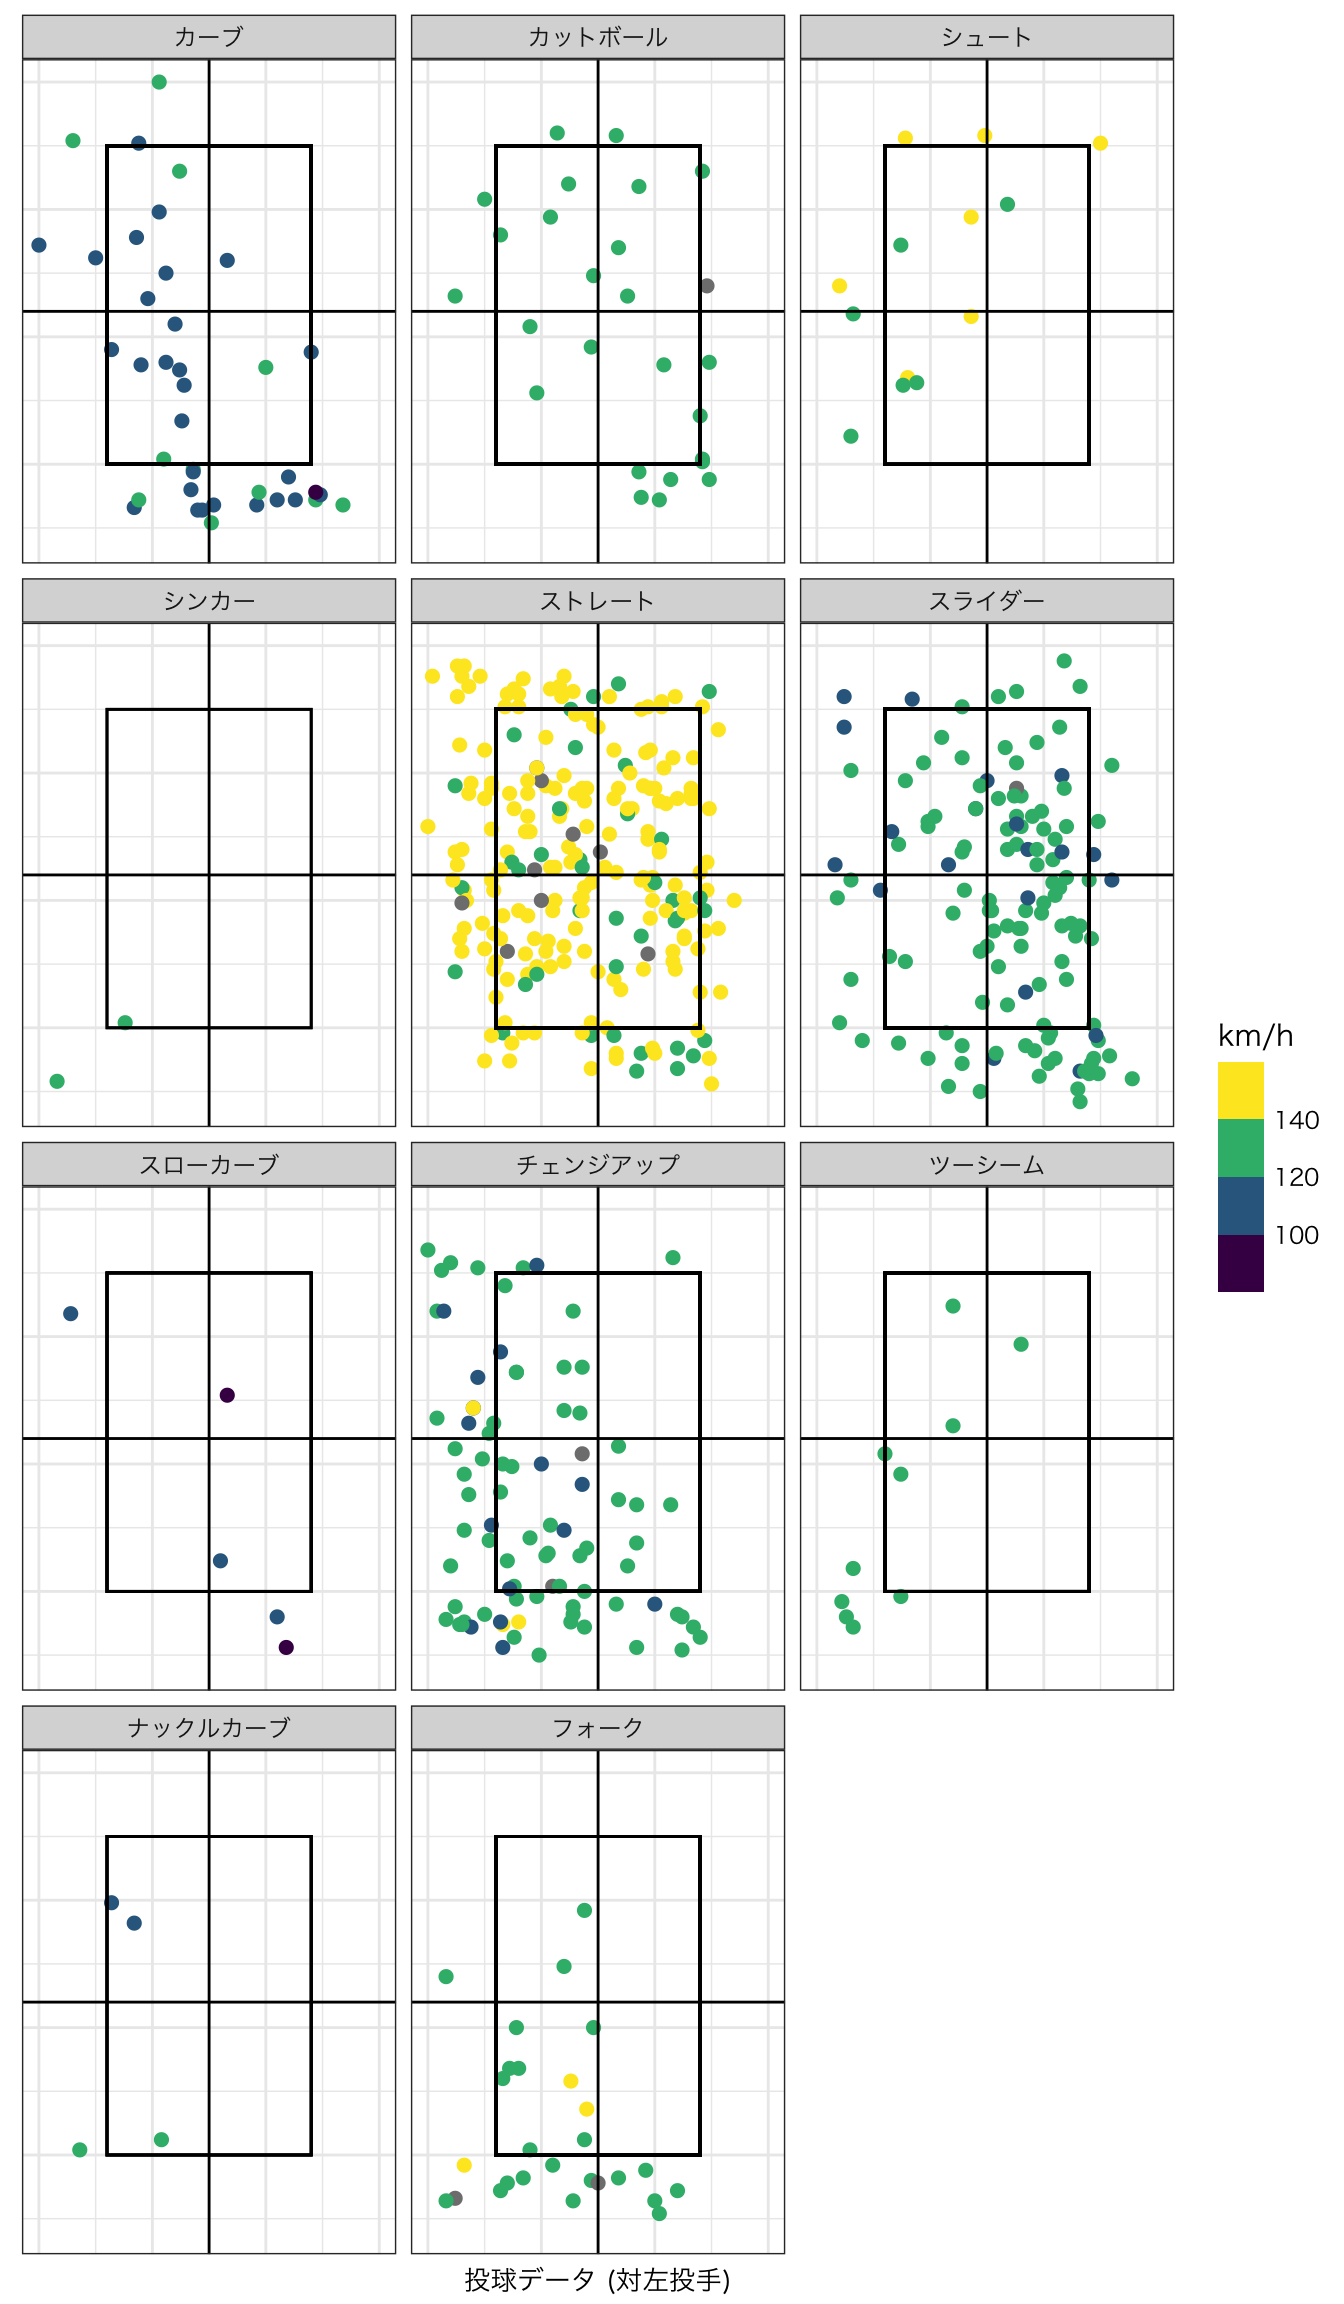 カーブ
カットボール
シュート
シンカー
ストレート
スライダー
km/h
140
120
100
スローカーブ
チェンジアップ
ツーシーム
ナックルカーブ
フォーク
投球データ (対左投手)